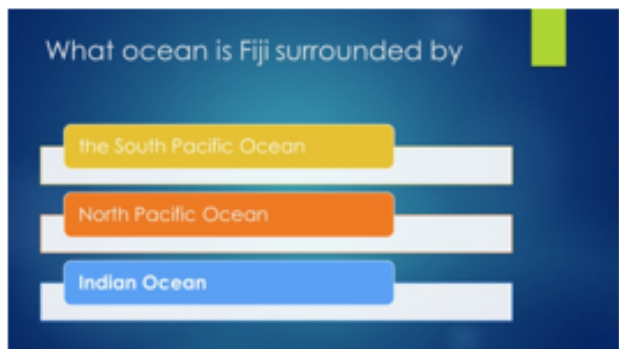 What ocean is Fiji surrounded by
the South Pacific Ocean
North Pacific Ocean
Indian Ocean